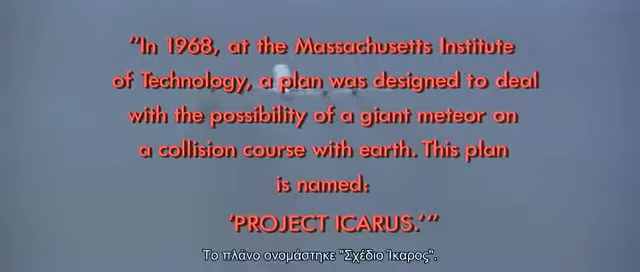 "In 1968, at the Massachusetts Institute
of Technology, a plan was designed to deal
with the possibility of a giant meteor on
a collision course with earth. This plan
is named:
'PROJECT ICARUS.'"
Το πλάνο ονομάστηκε "Σχέδιο Ίκαρος".